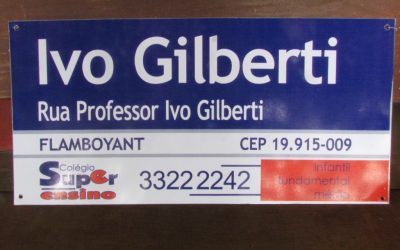 Ivo Gilberti
Rua Professor Ivo Gilberti
FLAMBOYANT CEP 19.915-009
Colégio
Super
ensino
3322 2242
infantil
fundamental
médio